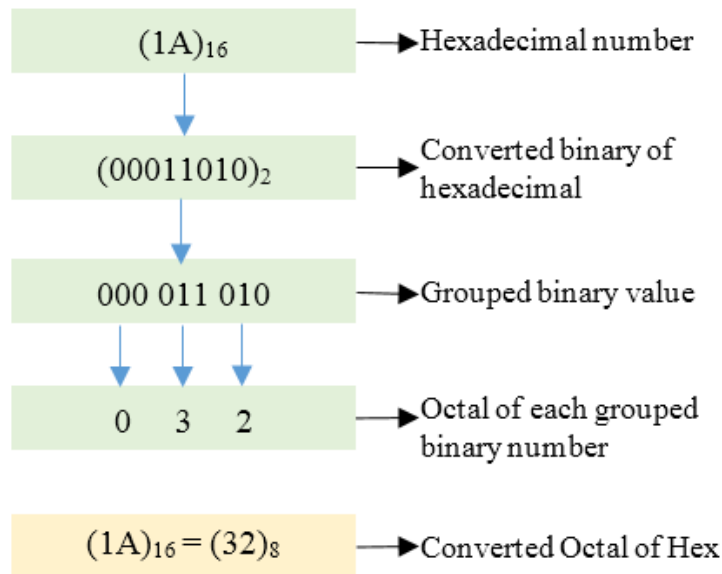 (1A)₁₆
Hexadecimal number
(00011010)₂
Converted binary of
hexadecimal
000 011 010
Grouped binary value
0 3 2
Octal of each grouped
binary number
(1A)₁₆ = (32)₈
Converted Octal of Hex